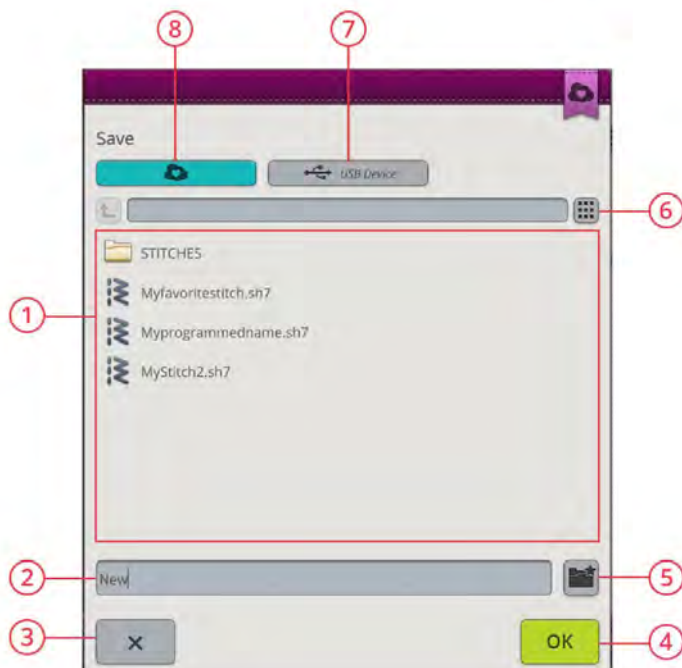 8
7
Save
USB Device
6
STITCHES
Myfavoritestitch.sh7
1
Myprogrammedname.sh7
MyStitch2.sh7
2
New
5
3
OK
4